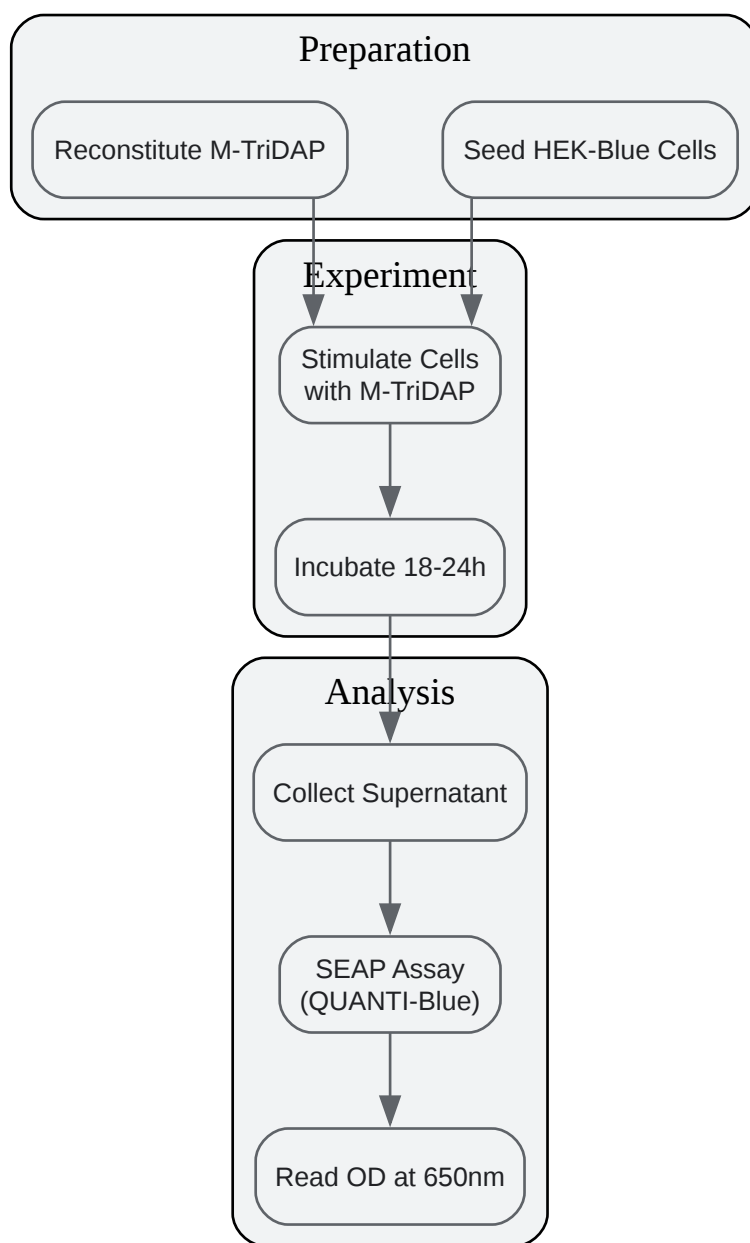 Preparation
Reconstitute M-TriDAP
Seed HEK-Blue Cells
Experiment
Stimulate Cells
with M-TriDAP
Incubate 18-24h
Analysis
Collect Supernatant
SEAP Assay
(QUANTI-Blue)
Read OD at 650nm